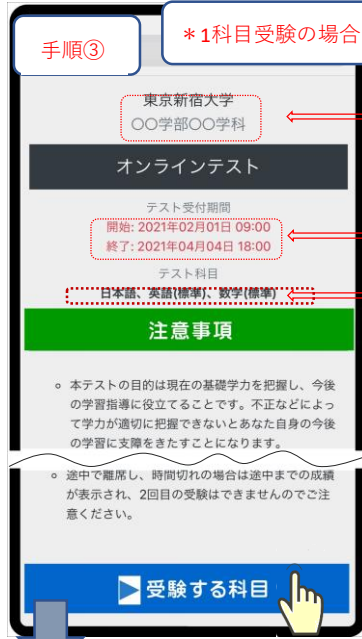 手順③
*1科目受験の場合
東京新宿大学
〇〇学部〇〇学科
オンラインテスト
テスト受付期間
開始: 2021年02月01日 09:00
終了: 2021年04月04日 18:00
テスト科目
日本語、英語(標準)、数学(標準)
注意事項
◦ 本テストの目的は現在の基礎学力を把握し、今後
の学習指導に役立てることです。不正などによっ
て学力が適切に把握できないとあなた自身の今後
の学習に支障をきたすことになります。
◦ 途中で離席し、時間切れの場合は途中までの成績
が表示され、2回目の受験はできませんのでご注
意ください。
▶受験する科目